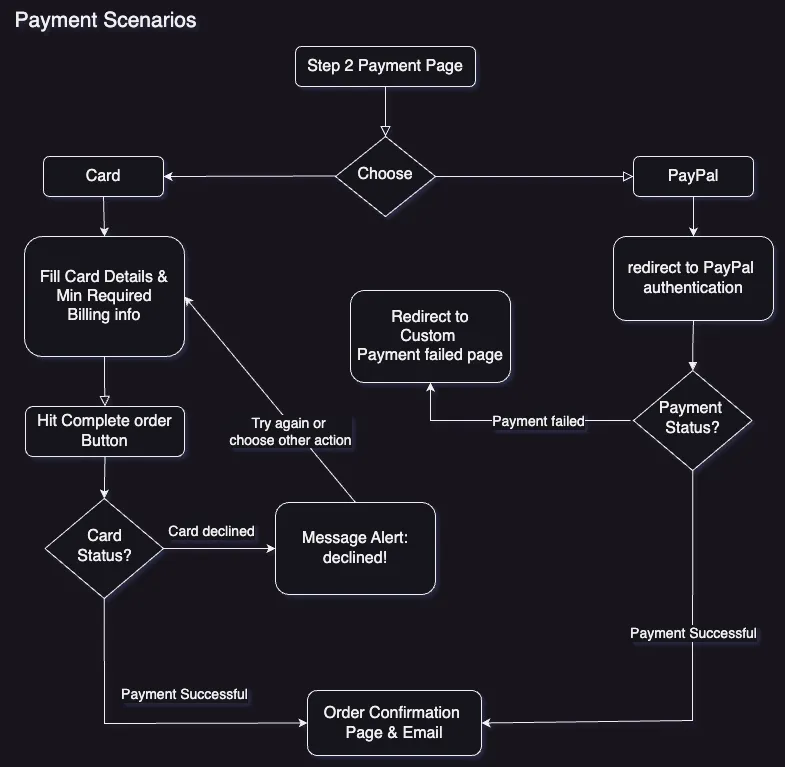 Payment Scenarios
Step 2 Payment Page
Choose
Card
PayPal
Fill Card Details &
Min Required
Billing info
redirect to PayPal
authentication
Redirect to
Custom
Payment failed page
Hit Complete order
Button
Try again or
choose other action
Payment failed
Payment
Status?
Card
Status?
Card declined
Message Alert:
declined!
Payment Successful
Payment Successful
Order Confirmation
Page & Email